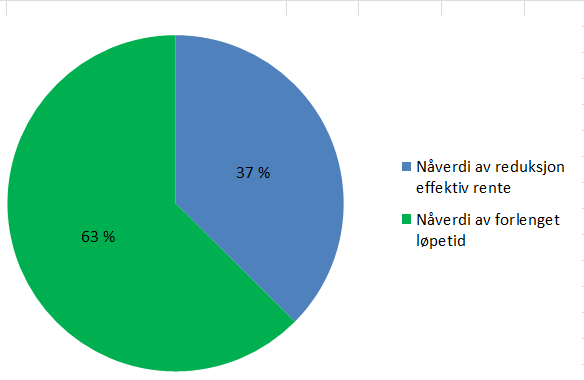 37 %
63 %
Nåverdi av reduksjon
effektiv rente
Nåverdi av forlenget
løpetid